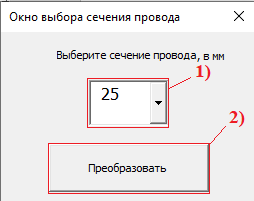 Окно выбора сечения провода
Выберите сечение провода, в мм
1)
25
2)
Преобразовать